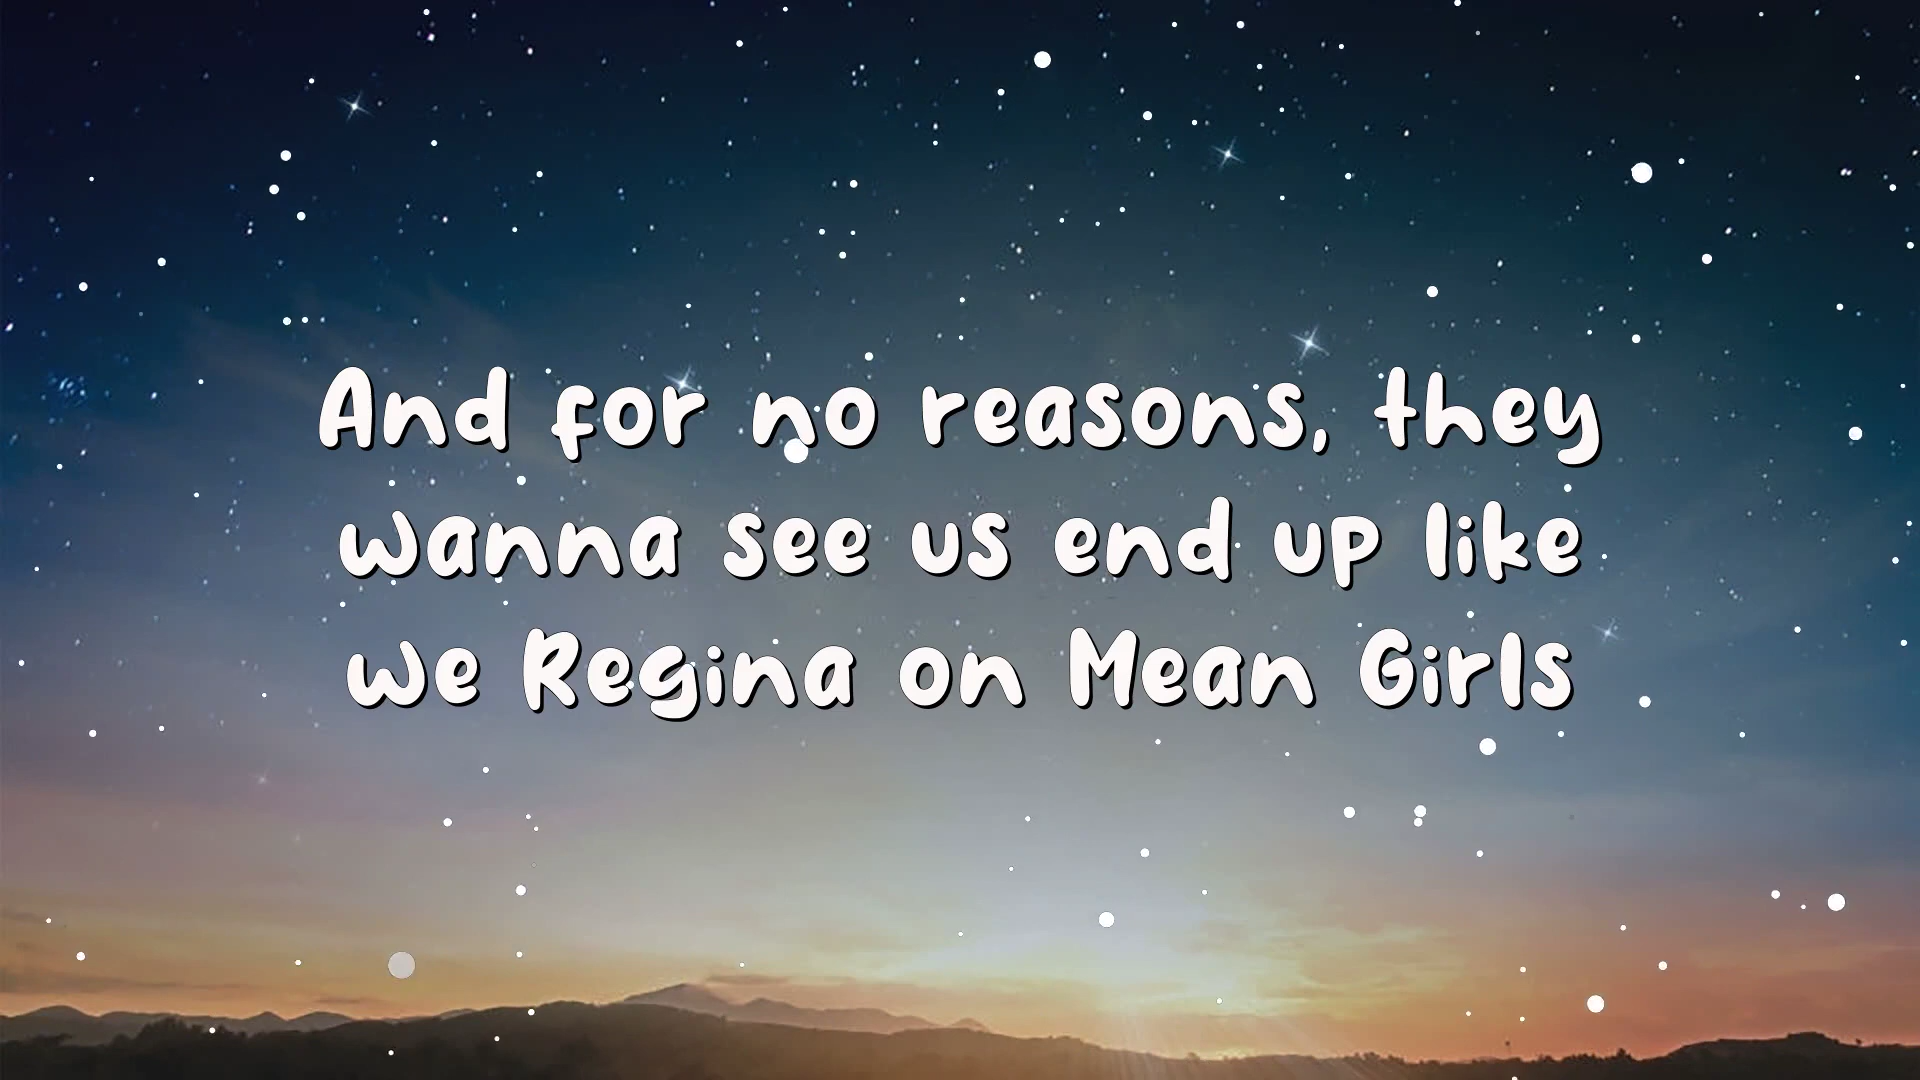 And for no reasons, they
wanna see us end up like
we Regina on Mean Girls